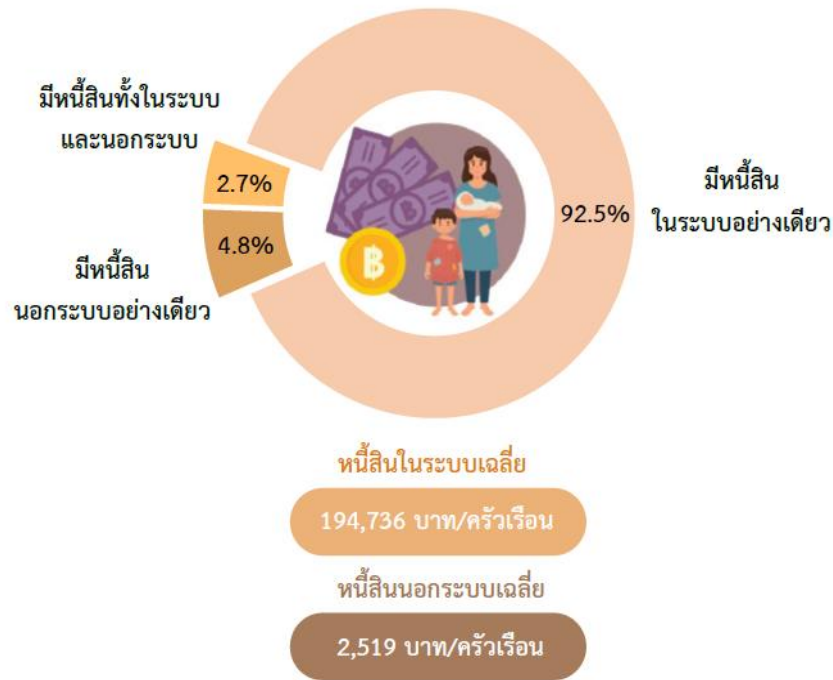 มีหนี้สินทั้งในระบบ
และนอกระบบ
2.7%
4.8%
มีหนี้สิน
นอกระบบอย่างเดียว
92.5%
มีหนี้สิน
ในระบบอย่างเดียว
หนี้สินในระบบเฉลี่ย
194,736 บาท/ครัวเรือน
หนี้สินนอกระบบเฉลี่ย
2,519 บาท/ครัวเรือน